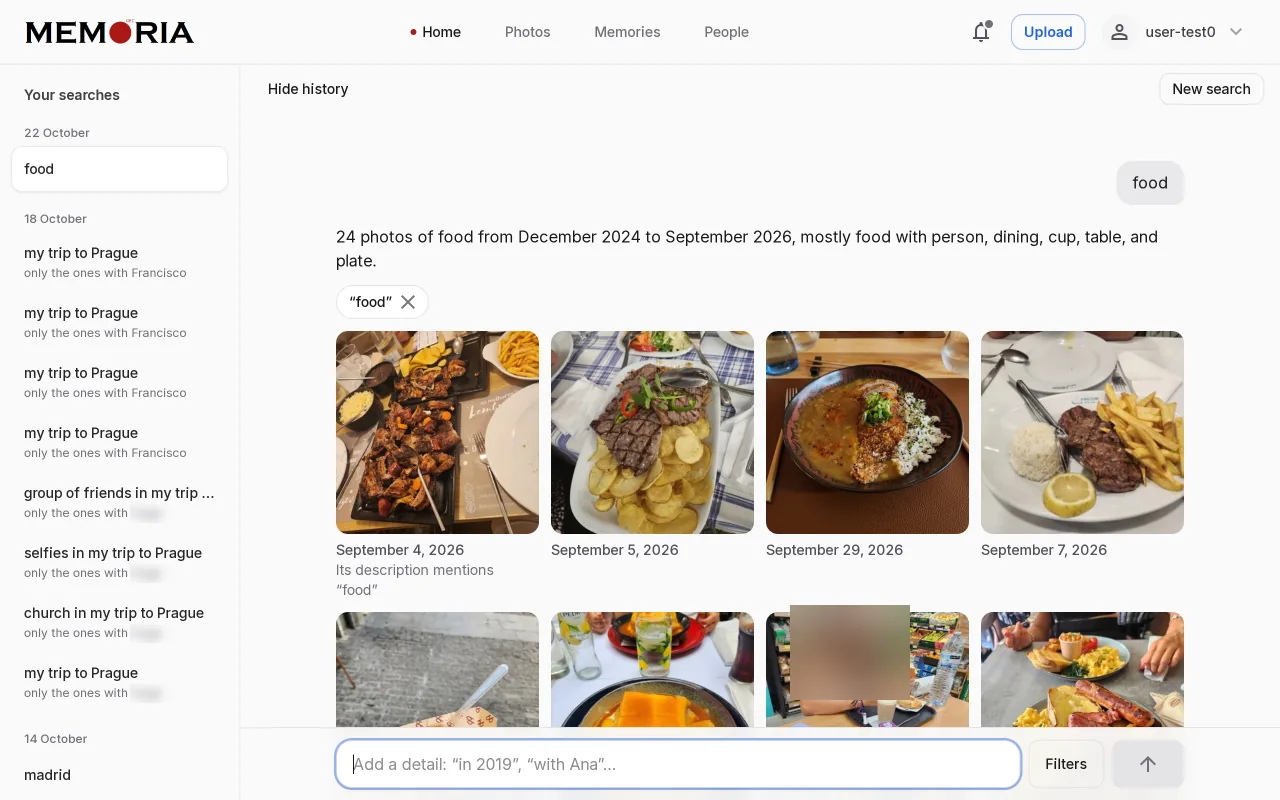 MEMORIA
Home
Photos
Memories
People
Upload
user-test0
Your searches
22 October
food
18 October
my trip to Prague
only the ones with Francisco
my trip to Prague
only the ones with Francisco
my trip to Prague
only the ones with Francisco
my trip to Prague
only the ones with Francisco
group of friends in my trip ...
only the ones with
selfies in my trip to Prague
only the ones with
church in my trip to Prague
only the ones with
my trip to Prague
only the ones with
14 October
madrid
Hide history
New search
food
24 photos of food from December 2024 to September 2026, mostly food with person, dining, cup, table, and
plate.
“food”
September 4, 2026
Its description mentions
“food”
September 5, 2026
September 29, 2026
September 7, 2026
Add a detail: “in 2019”, “with Ana”...
Filters